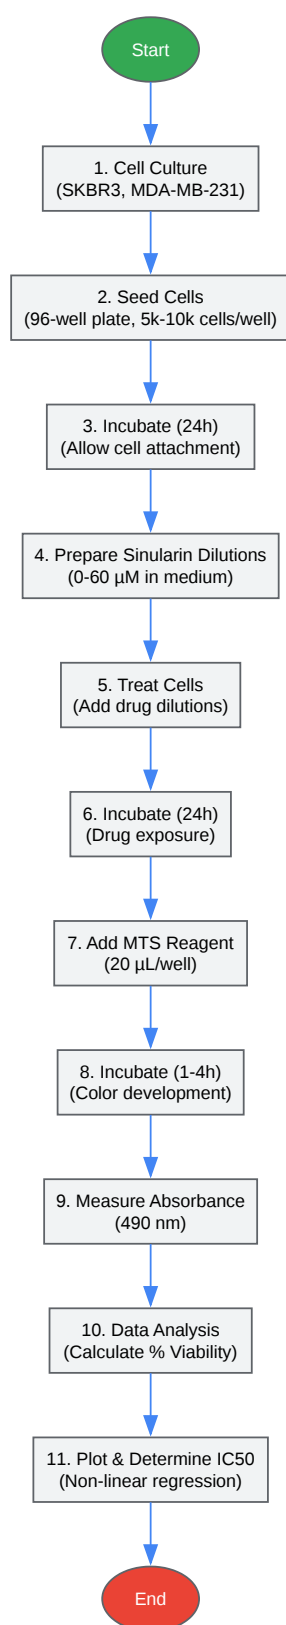 Start
1. Cell Culture
(SKBR3, MDA-MB-231)
2. Seed Cells
(96-well plate, 5k-10k cells/well)
3. Incubate (24h)
(Allow cell attachment)
4. Prepare Sinularin Dilutions
(0-60 µM in medium)
5. Treat Cells
(Add drug dilutions)
6. Incubate (24h)
(Drug exposure)
7. Add MTS Reagent
(20 µL/well)
8. Incubate (1-4h)
(Color development)
9. Measure Absorbance
(490 nm)
10. Data Analysis
(Calculate % Viability)
11. Plot & Determine IC50
(Non-linear regression)
End